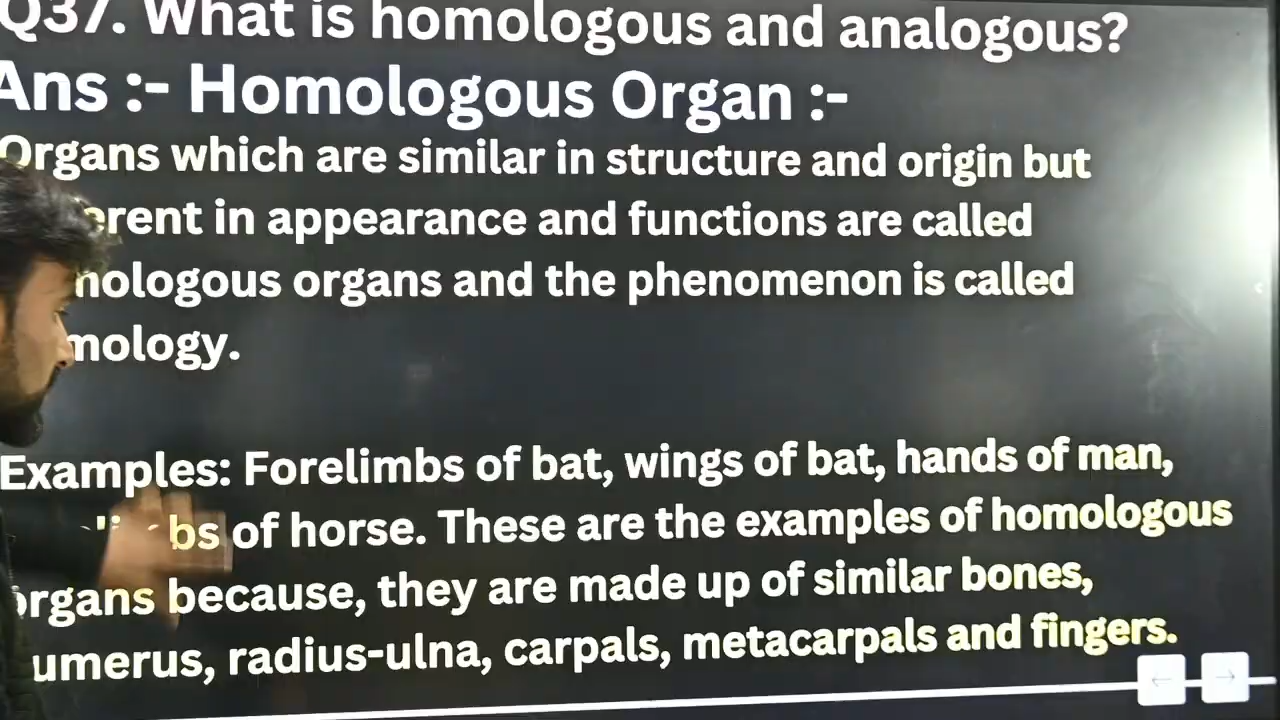 Q37. What is homologous and analogous?
Ans :- Homologous Organ :-
Organs which are similar in structure and origin but
in appearance and functions are called
organs and the phenomenon is called
Examples: Forelimbs of bat, wings of bat, hands of man,
of horse. These are the examples of homologous
organs because, they are made up of similar bones,
radius-ulna, carpals, metacarpals and fingers.